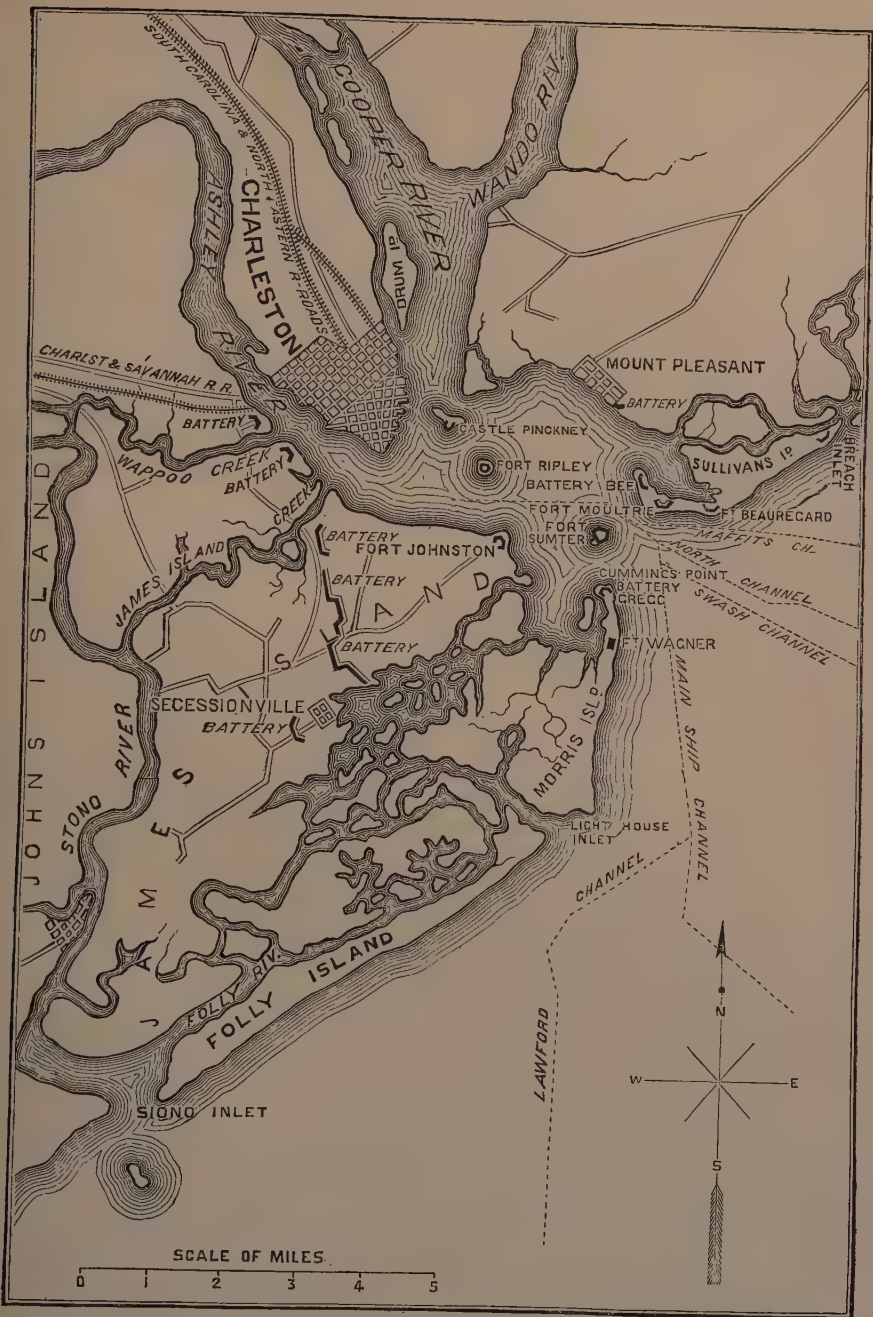 SOUTH CAROLINA & NORTH EASTERN R-ROADS
COOPER RIVER
WANDO RIV.
ASHLEY RIVER
CHARLESTON
DRUM ID
CHARLST & SAVANNAH R.R.
MOUNT PLEASANT
BATTERY
BATTERY
CASTLE PINCKNEY
WAPPOO CREEK
BATTERY
FORT RIPLEY
SULLIVANS ID.
BREACH INLET
BATTERY BEE
FORT MOULTRIE
FT BEAUREGARD
JAMES ISLAND CREEK
BATTERY
FORT JOHNSTON
FORT SUMTER
MAFFITS CH.
NORTH CHANNEL
SWASH CHANNEL
BATTERY
CUMMINGS POINT
BATTERY GREGG
BATTERY
FT WAGNER
SECESSIONVILLE
BATTERY
MORRIS ISLD
MAIN SHIP CHANNEL
JOHNS ISLAND
STONO RIVER
JAMES ISLAND
LIGHT HOUSE INLET
LAWFORD CHANNEL
FOLLY RIV.
FOLLY ISLAND
SIONO INLET
N
W
E
S
SCALE OF MILES.
0 1 2 3 4 5